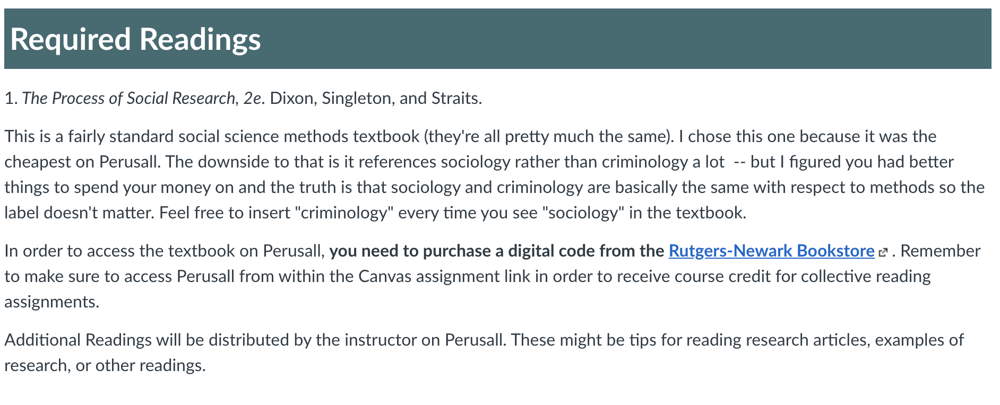 Required Readings
1. The Process of Social Research, 2e. Dixon, Singleton, and Straits.
This is a fairly standard social science methods textbook (they're all pretty much the same). I chose this one because it was the
cheapest on Perusall. The downside to that is it references sociology rather than criminology a lot  -- but I figured you had better
things to spend your money on and the truth is that sociology and criminology are basically the same with respect to methods so the
label doesn't matter. Feel free to insert "criminology" every time you see "sociology" in the textbook.
In order to access the textbook on Perusall, you need to purchase a digital code from the Rutgers-Newark Bookstore . Remember
to make sure to access Perusall from within the Canvas assignment link in order to receive course credit for collective reading
assignments.
Additional Readings will be distributed by the instructor on Perusall. These might be tips for reading research articles, examples of
research, or other readings.